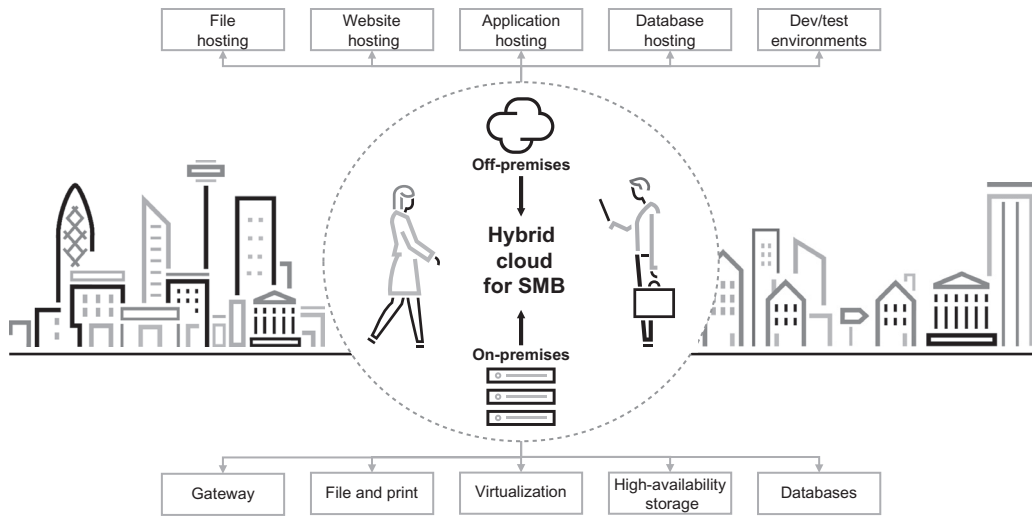 File
hosting
Website
hosting
Application
hosting
Database
hosting
Dev/test
environments
Off-premises
Hybrid
cloud
for SMB
On-premises
Gateway
File and print
Virtualization
High-availability
storage
Databases